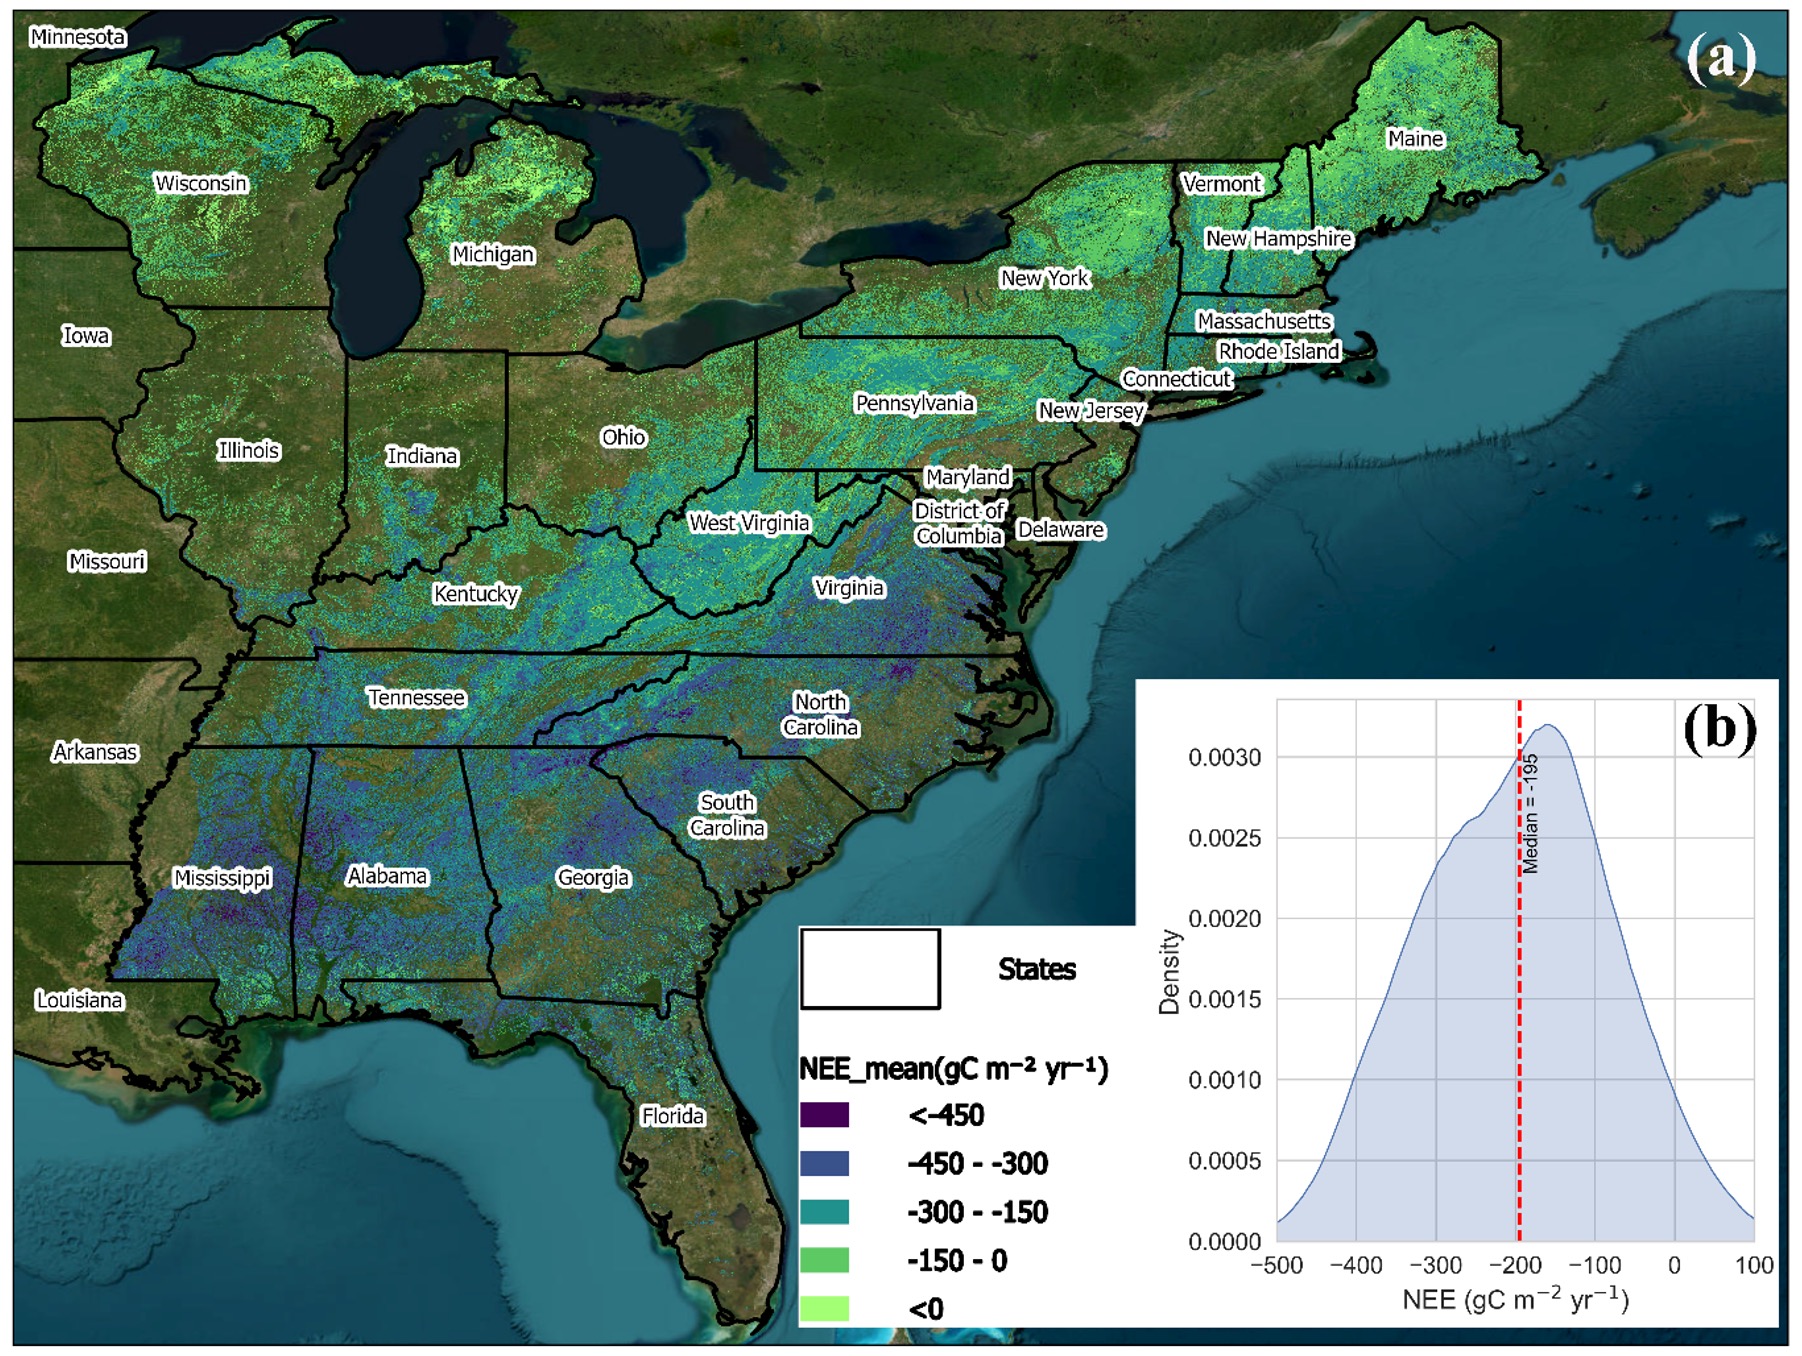 (a)
Minnesota
Maine
Wisconsin
Vermont
New Hampshire
Michigan
New York
Iowa
Massachusetts
Rhode Island
Connecticut
Pennsylvania
New Jersey
Illinois
Indiana
Ohio
Maryland
District of
Columbia
Delaware
West Virginia
Missouri
Kentucky
Virginia
Tennessee
North
Carolina
Arkansas
South
Carolina
Mississippi
Alabama
Georgia
Louisiana
Florida
States
NEE_mean(gC m⁻² yr⁻¹)
<-450
-450 - -300
-300 - -150
-150 - 0
<0
(b)
0.0030
0.0025
0.0020
0.0015
0.0010
0.0005
0.0000
Density
Median = -195
−500 −400 −300 −200 −100 0 100
NEE (gC m⁻² yr⁻¹)